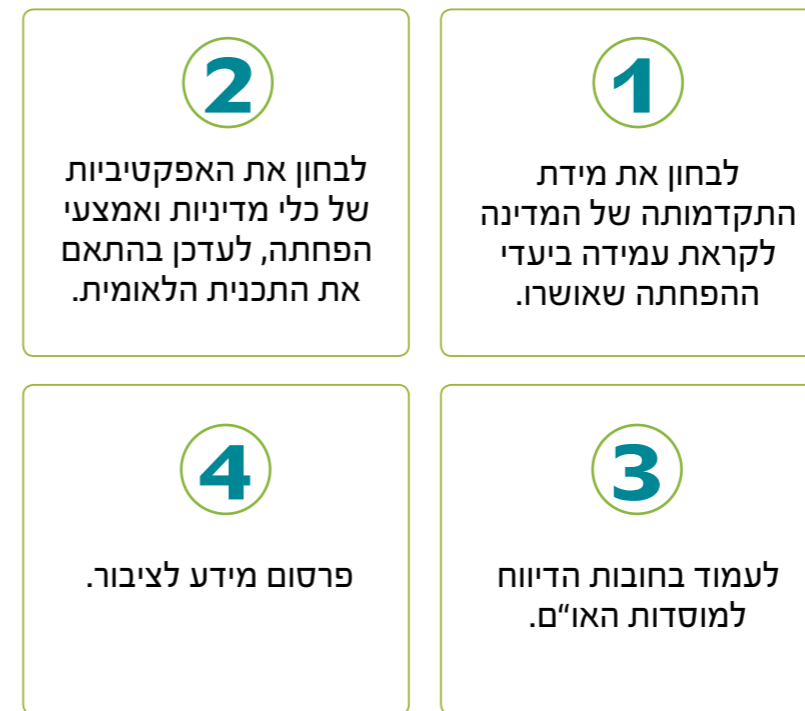 1
לבחון את מידת
התקדמותה של המדינה
לקראת עמידה ביעדי
ההפחתה שאושרו.
2
לבחון את האפקטיביות
של כלי מדיניות ואמצעי
הפחתה, לעדכן בהתאם
את התכנית הלאומית.
3
לעמוד בחובות הדיווח
למוסדות האו“ם.
4
פרסום מידע לציבור.